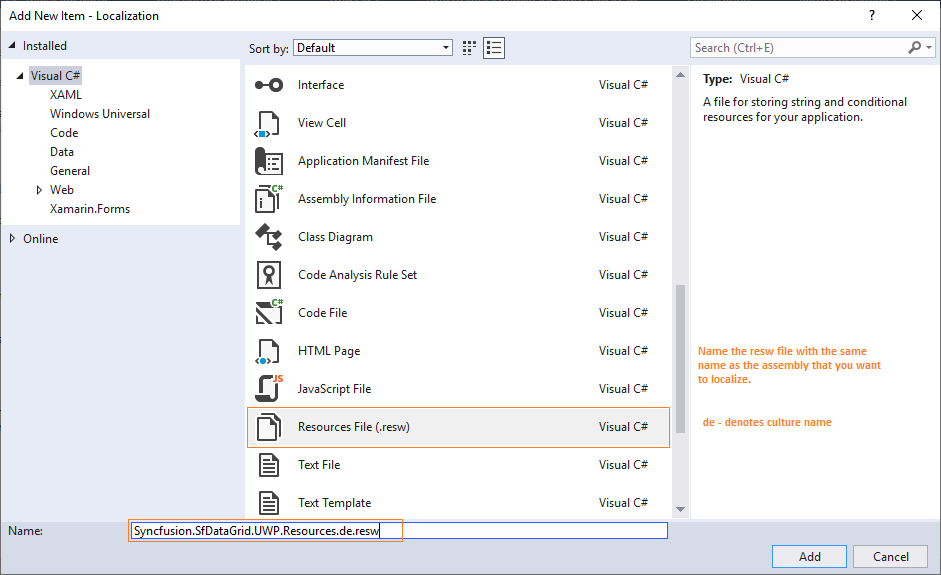 Add New Item - Localization
?
Installed
Sort by: Default
Search (Ctrl+E)
Visual C#
XAML
Windows Universal
Code
Data
General
Web
Xamarin.Forms
Online
Interface Visual C#
View Cell Visual C#
Application Manifest File Visual C#
C#
Assembly Information File Visual C#
Class Diagram Visual C#
Code Analysis Rule Set Visual C#
C#
Code File Visual C#
HTML Page Visual C#
JS
JavaScript File Visual C#
Resources File (.resw) Visual C#
Text File Visual C#
Text Template Visual C#
Type: Visual C#
A file for storing string and conditional
resources for your application.
Name the resw file with the same
name as the assembly that you want
to localize.
de - denotes culture name
Name: Syncfusion.SfDataGrid.UWP.Resources.de.resw
Add Cancel